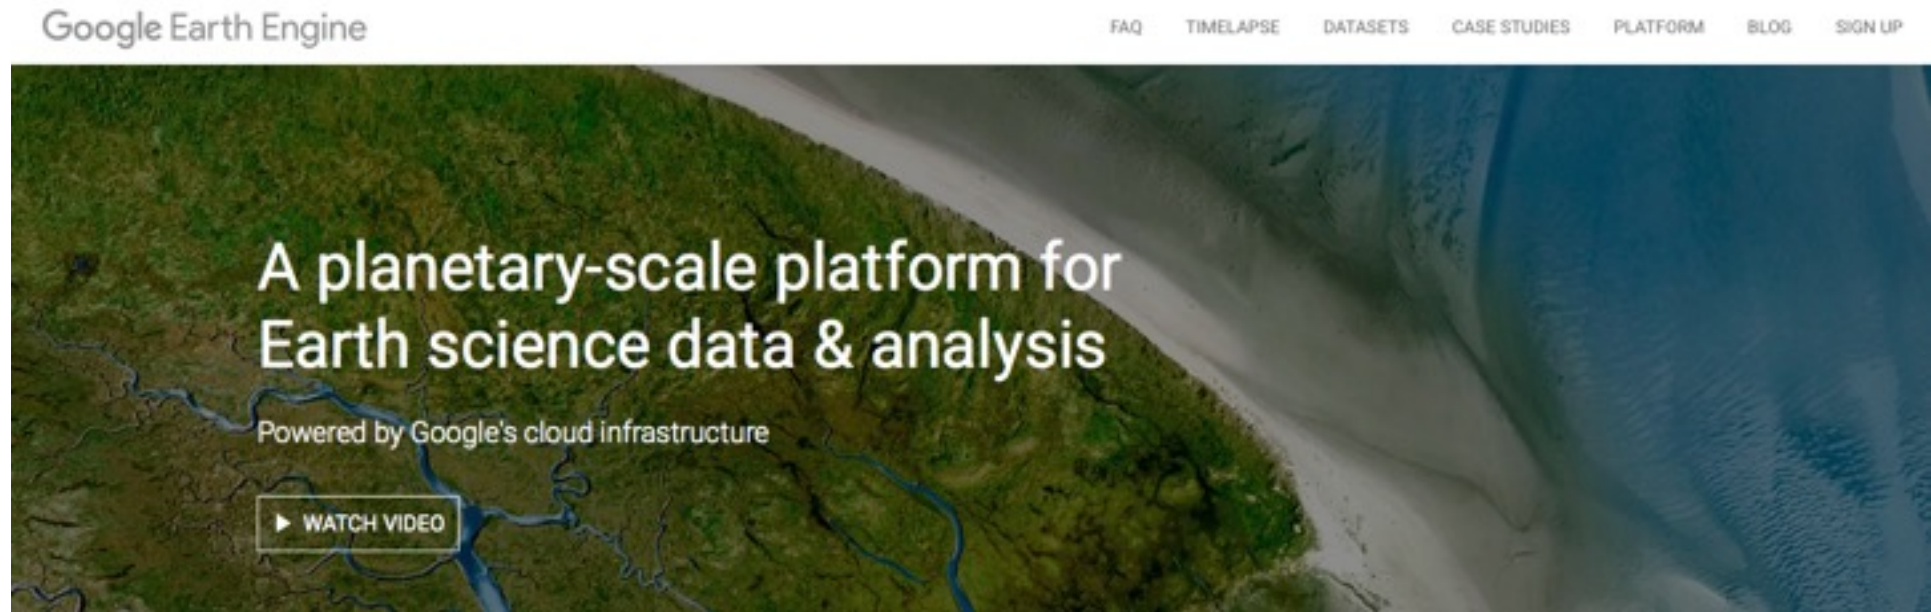 Google Earth Engine
FAQ TIMELAPSE DATASETS CASE STUDIES PLATFORM BLOG SIGN UP
A planetary-scale platform for
Earth science data & analysis
Powered by Google's cloud infrastructure
WATCH VIDEO